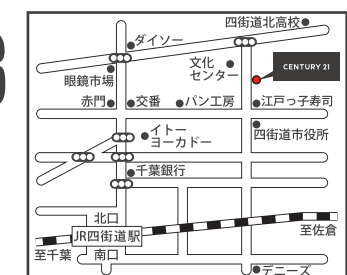 四街道北高校
ダイソー
文化
センター
CENTURY 21
眼鏡市場
赤門
交番
パン工房
江戸っ子寿司
イトー
ヨーカドー
四街道市役所
千葉銀行
北口
JR四街道駅
至千葉
南口
至佐倉
デニーズ